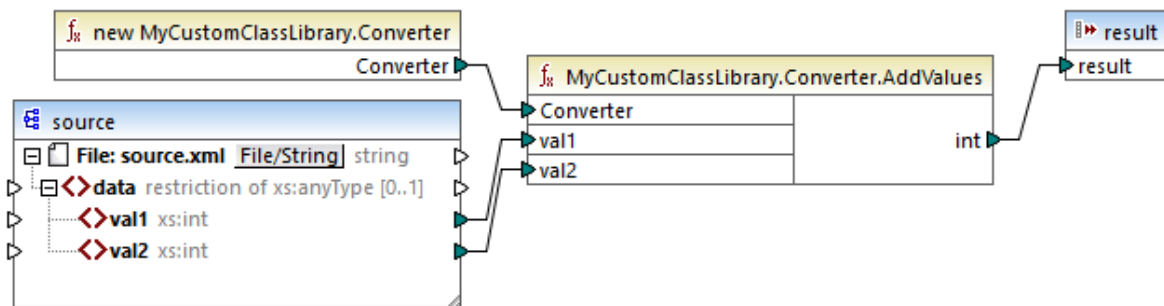 new MyCustomClassLibrary.Converter
Converter
source
File: source.xml File/String string
data restriction of xs:anyType [0..1]
val1 xs:int
val2 xs:int
MyCustomClassLibrary.Converter.AddValues
Converter
val1
val2
int
result
result